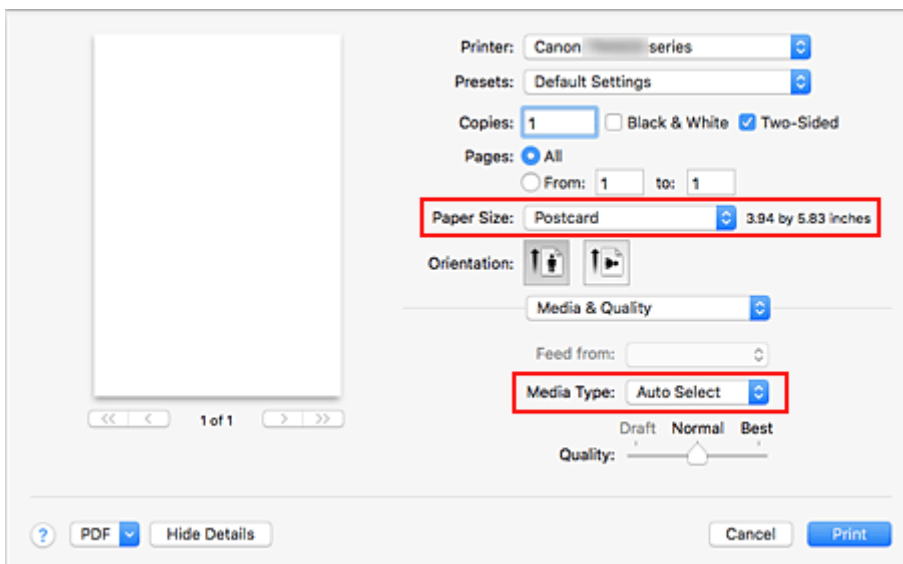 Printer: Canon series
Presets: Default Settings
Copies: 1 Black & White Two-Sided
Pages: All
From: 1 to: 1
Paper Size: Postcard 3.94 by 5.83 inches
Orientation:
Media & Quality
Feed from:
Media Type: Auto Select
1 of 1
Draft Normal Best
Quality:
? PDF Hide Details Cancel Print